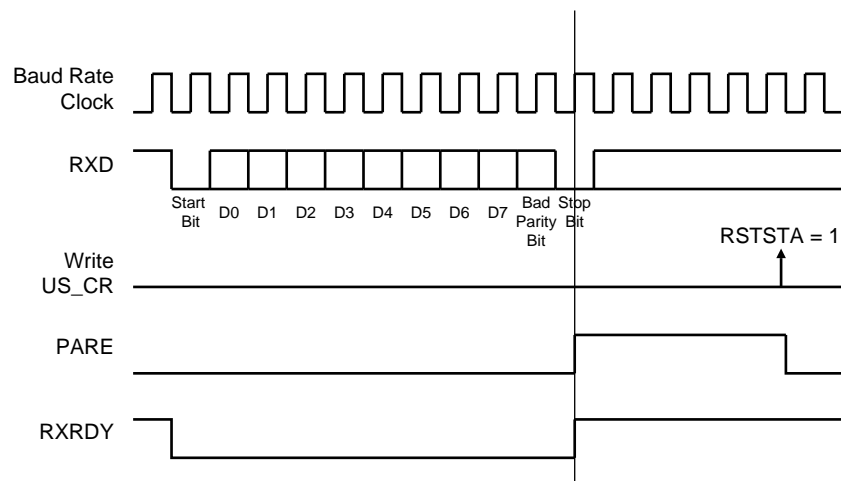 Baud Rate
Clock
RXD
Start
Bit
D0 D1 D2 D3 D4 D5 D6 D7
Bad
Parity
Bit
Stop
Bit
RSTSTA = 1
Write
US_CR
PARE
RXRDY